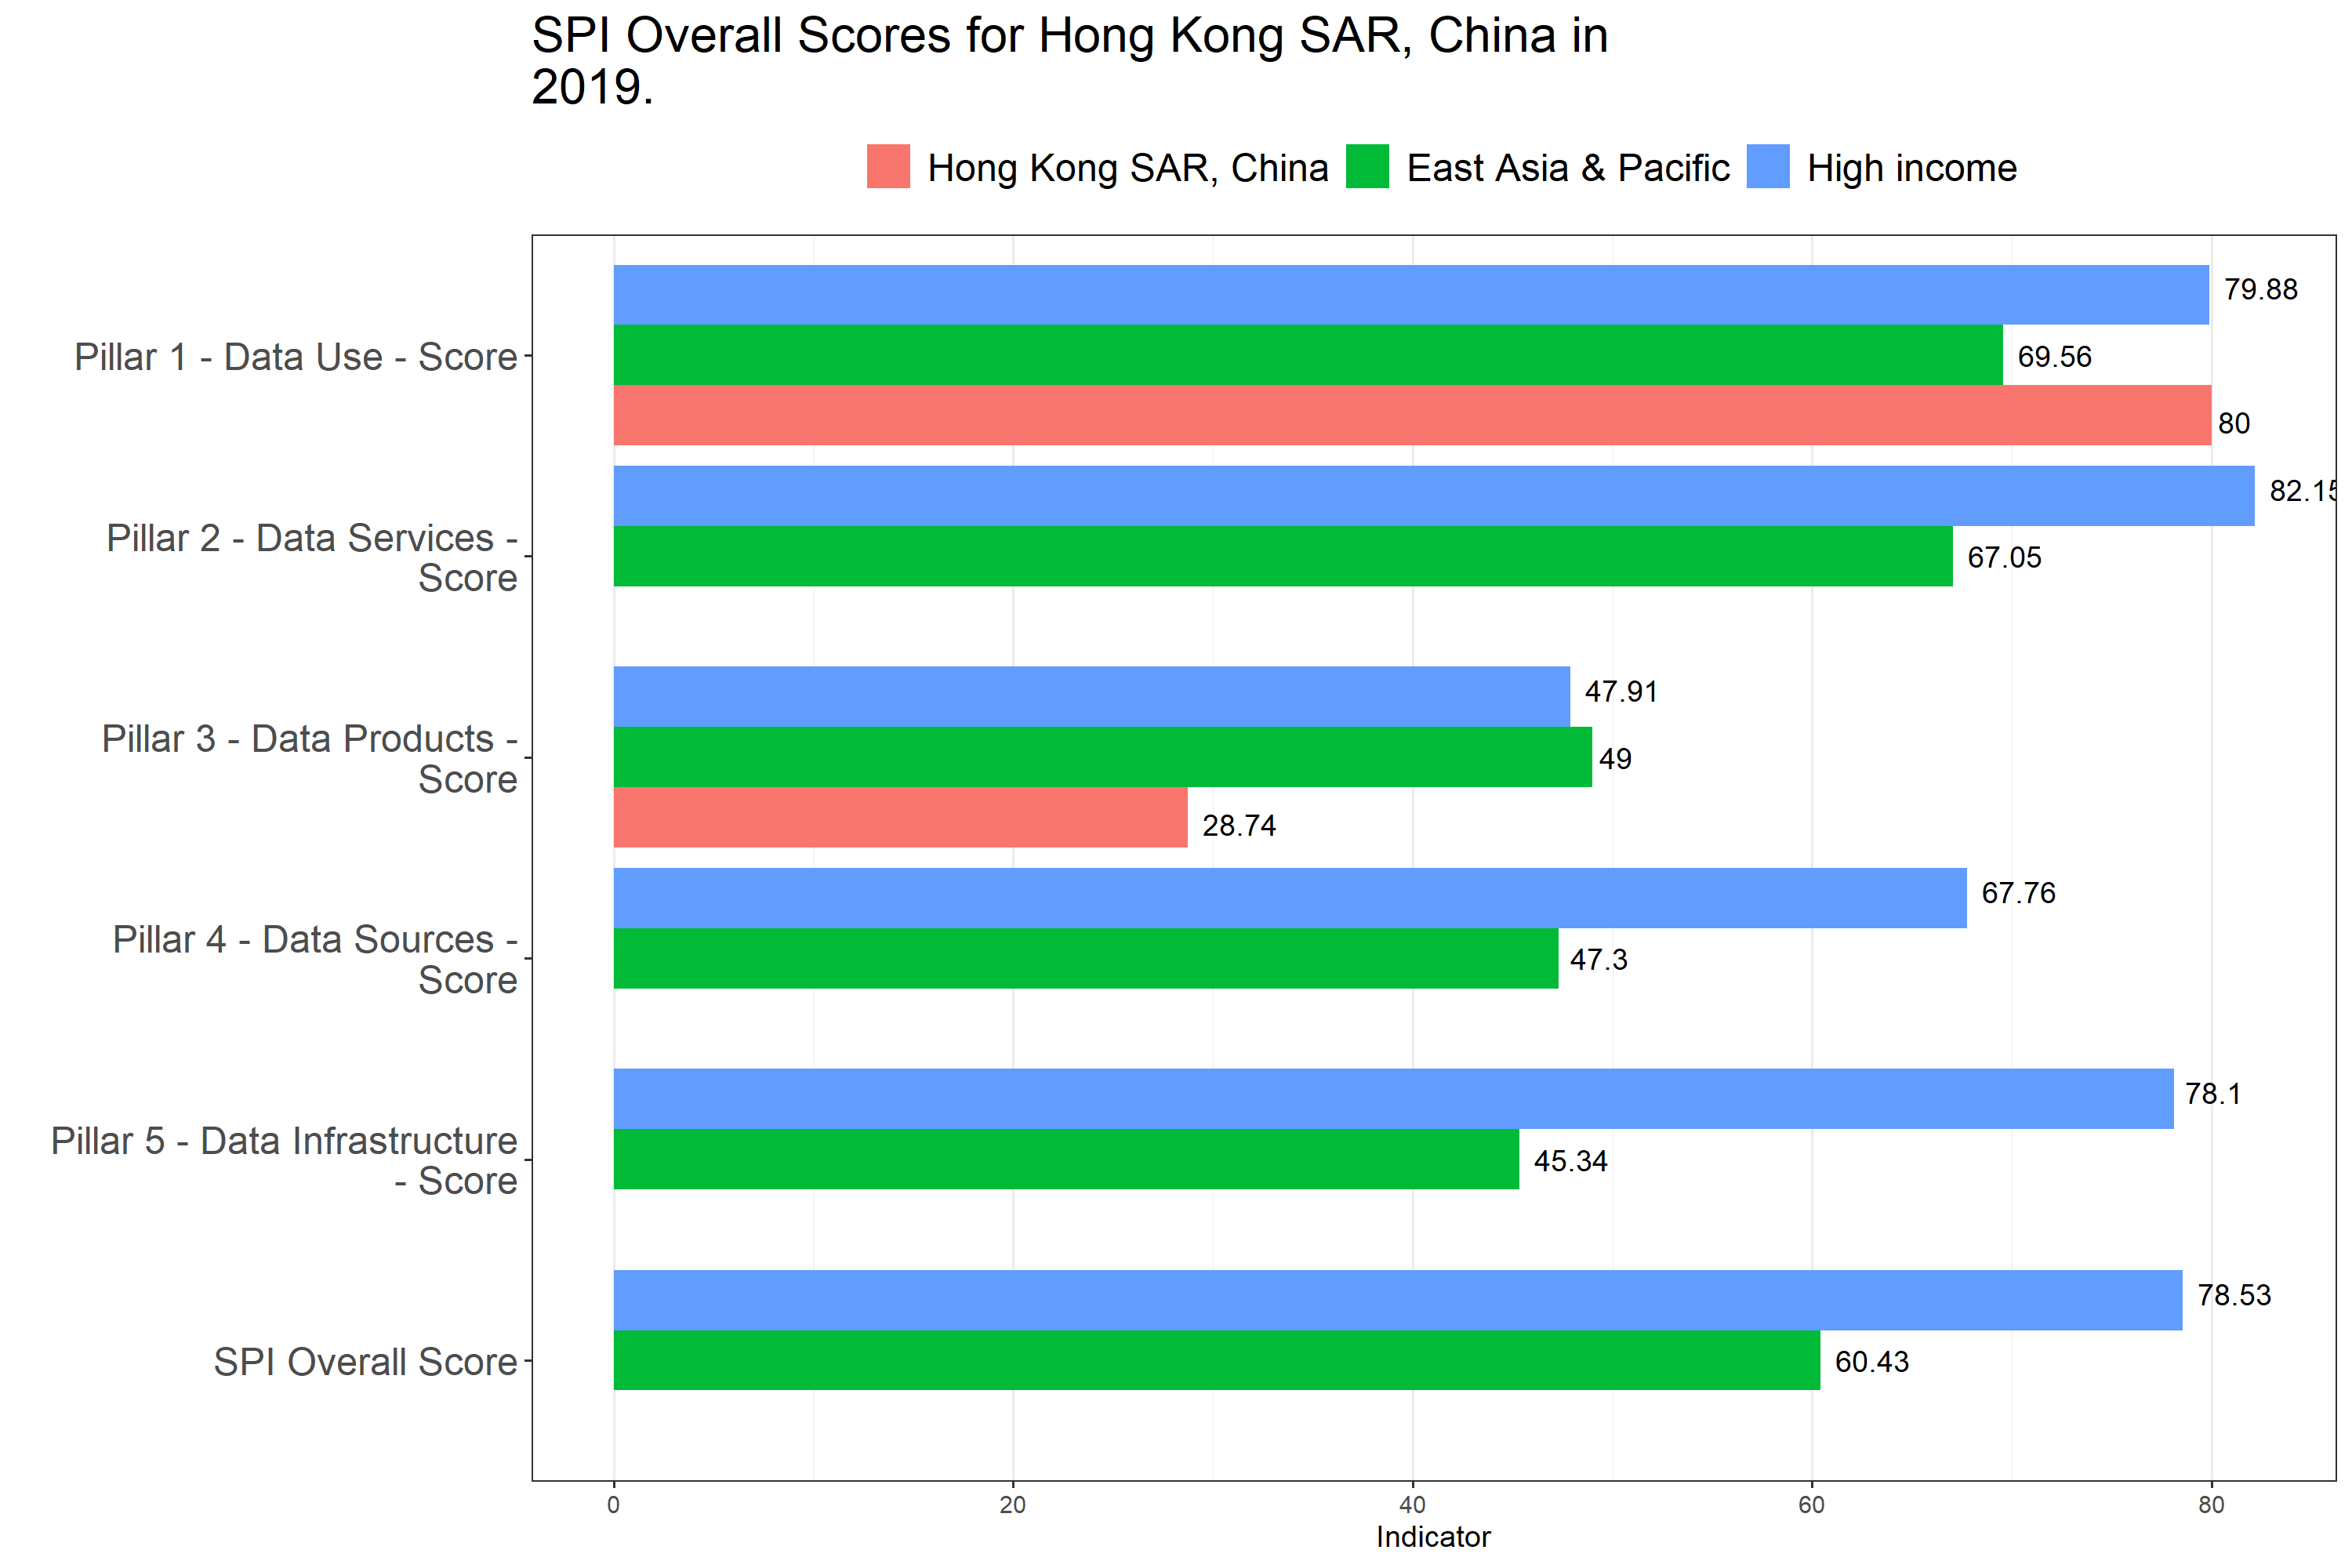 SPI Overall Scores for Hong Kong SAR, China in
2019.
Hong Kong SAR, China East Asia & Pacific High income
Pillar 1 - Data Use - Score
79.88
69.56
80
Pillar 2 - Data Services -
Score
82.15
67.05
Pillar 3 - Data Products -
Score
47.91
49
28.74
Pillar 4 - Data Sources -
Score
67.76
47.3
Pillar 5 - Data Infrastructure
- Score
78.1
45.34
SPI Overall Score
78.53
60.43
0 20 40 60 80
Indicator